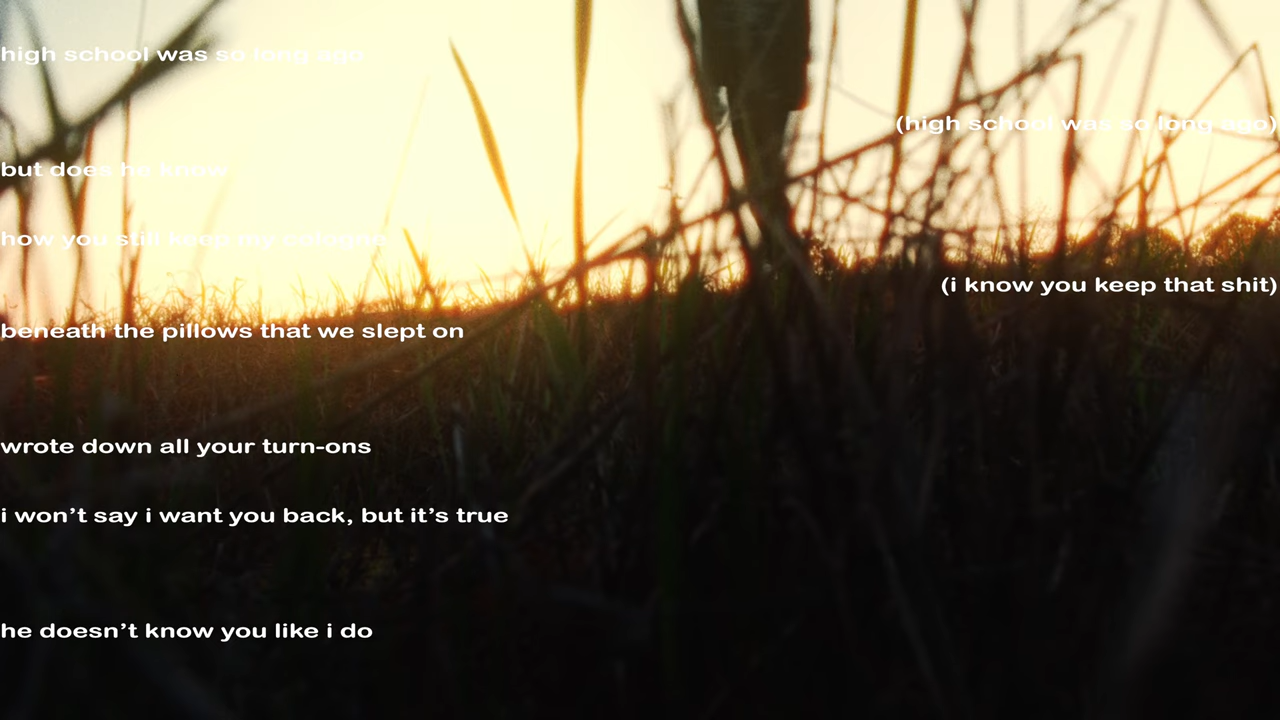 high school was so long ago
(high school was so long ago)
but does he know
how you still keep my cologne
(i know you keep that shit)
beneath the pillows that we slept on
wrote down all your turn-ons
i won’t say i want you back, but it’s true
he doesn’t know you like i do